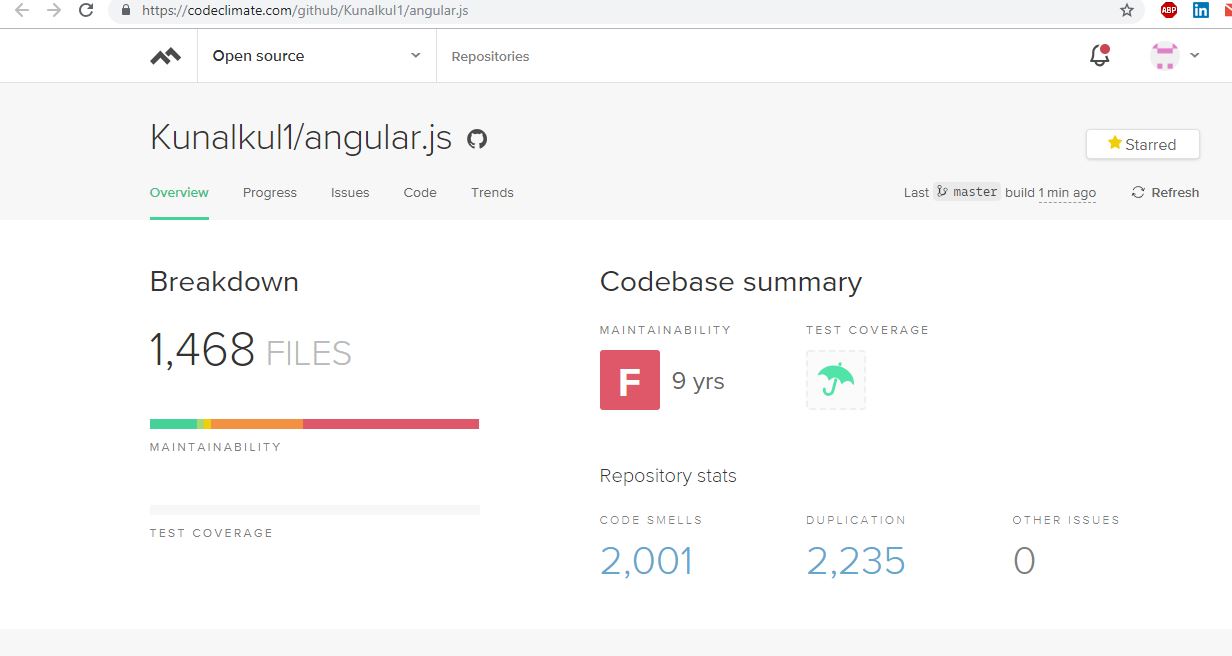 https://codeclimate.com/github/Kunalkul1/angular.js
ABP
in
Open source
Repositories
Kunalkul1/angular.js
Starred
Overview Progress Issues Code Trends
Last master build 1 min ago Refresh
Breakdown
1,468 FILES
MAINTAINABILITY
TEST COVERAGE
Codebase summary
MAINTAINABILITY TEST COVERAGE
F 9 yrs
Repository stats
CODE SMELLS DUPLICATION OTHER ISSUES
2,001 2,235 0